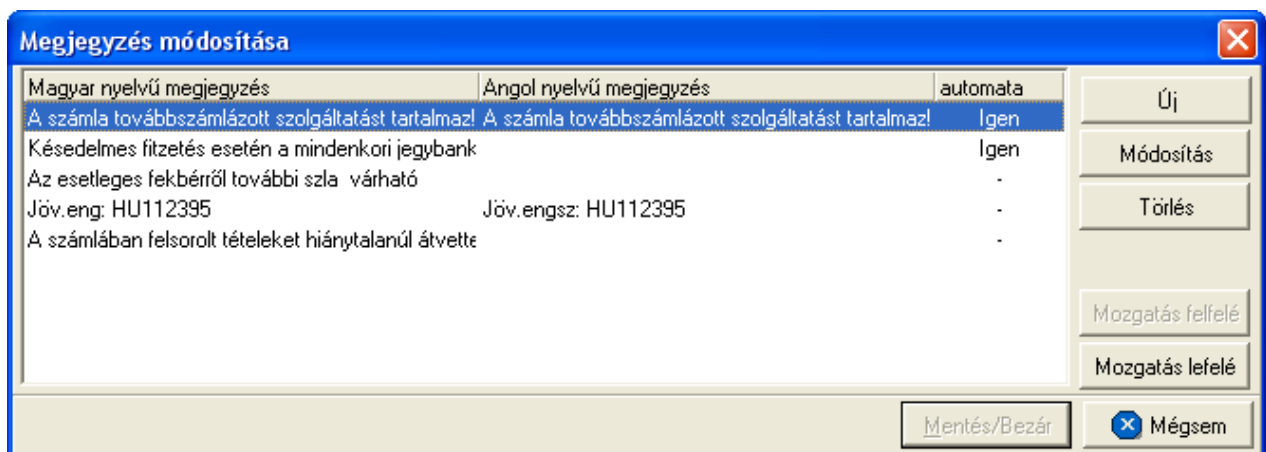 Megjegyzés módosítása
Magyar nyelvű megjegyzés Angol nyelvű megjegyzés automata
A számla továbbszámlázott szolgáltatást tartalmaz! A számla továbbszámlázott szolgáltatást tartalmaz! Igen
Késedelmes fitzetés esetén a mindenkori jegybank Igen
Az esetleges fekbérről további szla várható -
Jöv.eng: HU112395 Jöv.engsz: HU112395 -
A számlában felsorolt tételeket hiánytalanúl átvette -
Új
Módosítás
Törlés
Mozgatás felfelé
Mozgatás lefelé
Mentés/Bezár
Mégsem